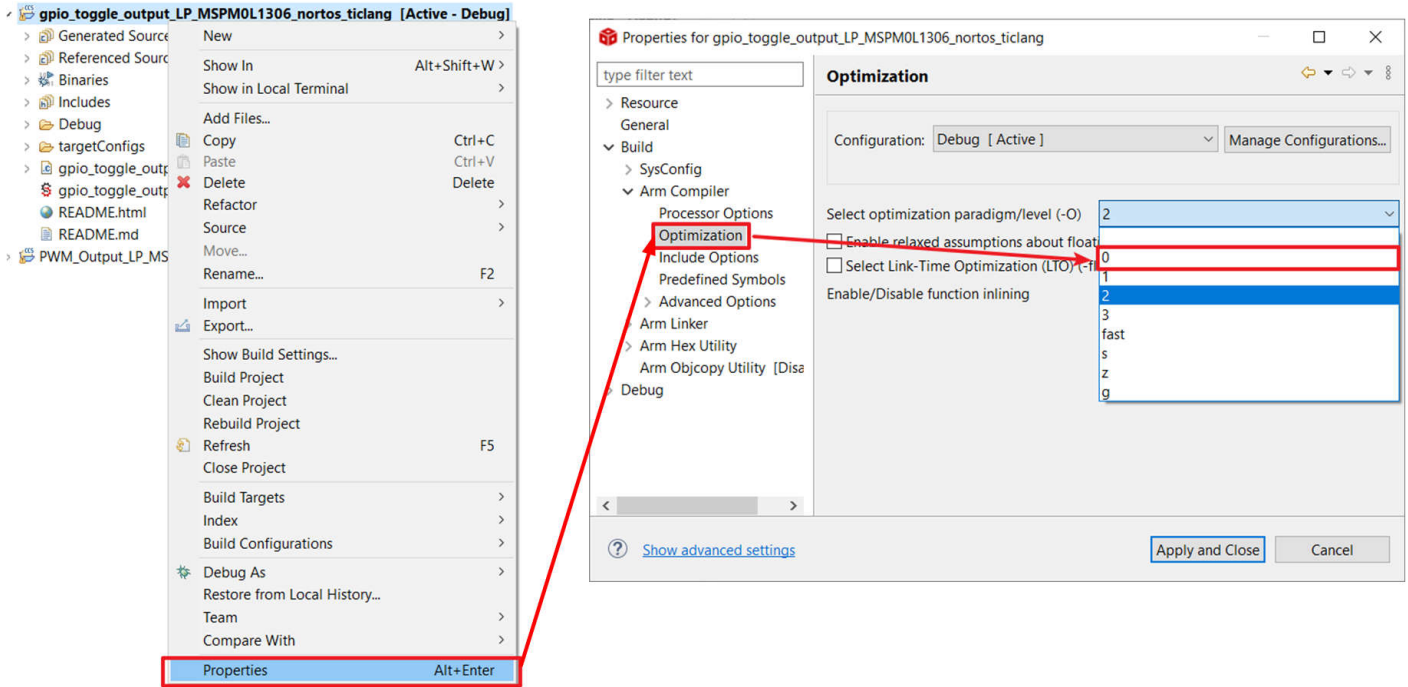 gpio_toggle_output_LP_MSPM0L1306_nortos_ticlang [Active - Debug]
Generated Source
Referenced Sourc
Binaries
Includes
Debug
targetConfigs
gpio_toggle_outp
gpio_toggle_outp
README.html
README.md
PWM_Output_LP_MS
New
Show In Alt+Shift+W
Show in Local Terminal
Add Files...
Copy Ctrl+C
Paste Ctrl+V
Delete Delete
Refactor
Source
Move...
Rename... F2
Import
Export...
Show Build Settings...
Build Project
Clean Project
Rebuild Project
Refresh F5
Close Project
Build Targets
Index
Build Configurations
Debug As
Restore from Local History...
Team
Compare With
Properties Alt+Enter
Properties for gpio_toggle_output_LP_MSPM0L1306_nortos_ticlang
type filter text
Resource
General
Build
SysConfig
Arm Compiler
Processor Options
Optimization
Include Options
Predefined Symbols
Advanced Options
Arm Linker
Arm Hex Utility
Arm Objcopy Utility [Disa
Debug
Optimization
Configuration: Debug [ Active ] Manage Configurations...
Select optimization paradigm/level (-O) 2
Enable relaxed assumptions about floati
Select Link-Time Optimization (LTO) (-fl
Enable/Disable function inlining
0
1
2
3
fast
s
z
g
Show advanced settings
Apply and Close Cancel